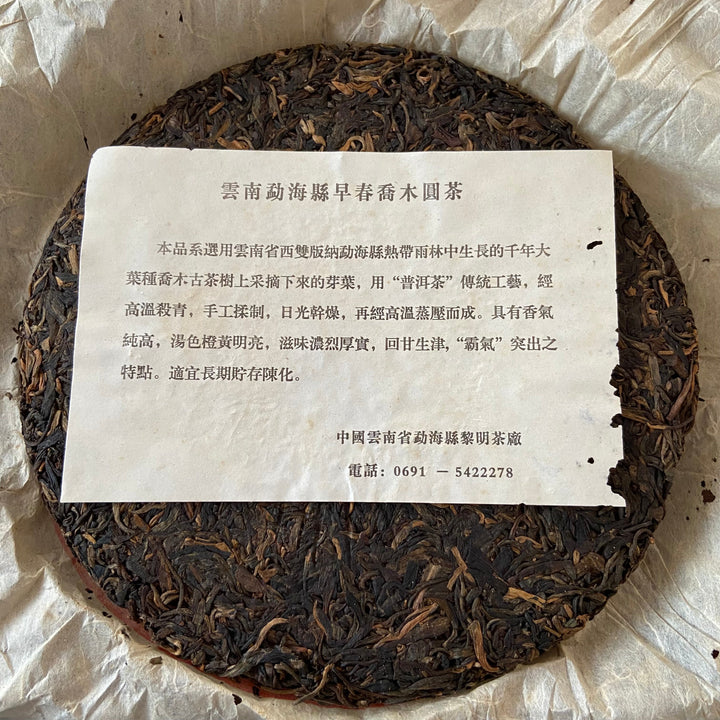 雲南勐海縣早春喬木圓茶
本品系選用雲南省西雙版納勐海縣熱帶雨林中生長的千年大
葉種喬木古茶樹上采摘下來的芽葉，用“普洱茶”傳統工藝，經
高溫殺青，手工揉制，日光幹燥，再經高溫蒸壓而成。具有香氣
純高，湯色橙黃明亮，滋味濃烈厚實，回甘生津，“霸氣”突出之
特點。適宜長期貯存陳化。
中國雲南省勐海縣黎明茶廠
電話：0691 －5422278